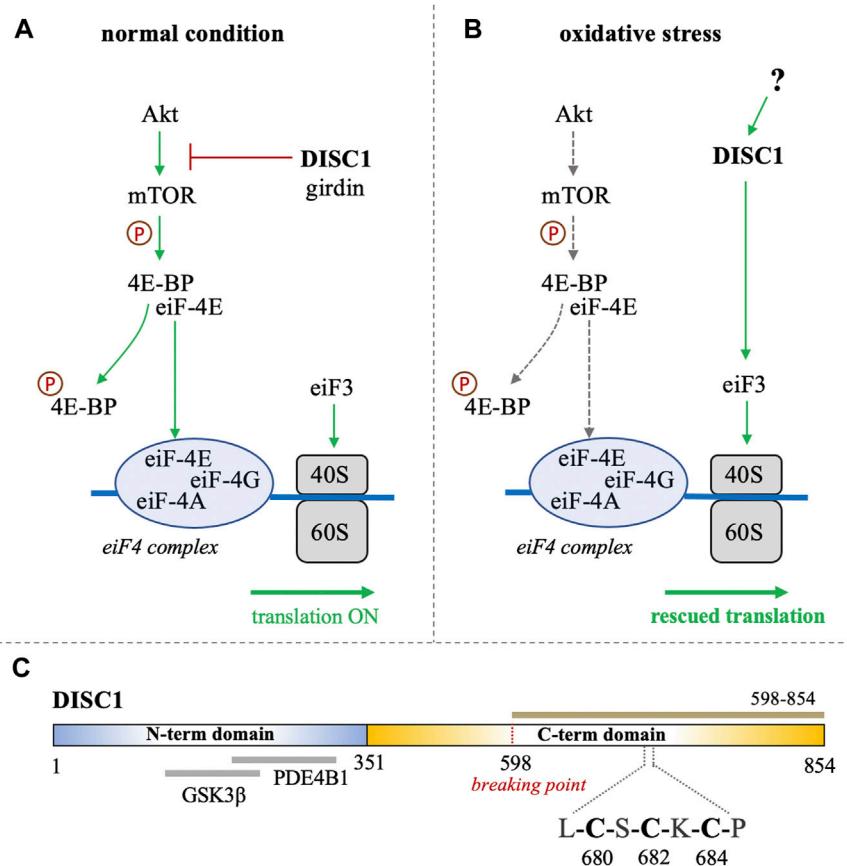 A
normal condition
Akt
DISC1
girdin
mTOR
P
4E-BP
eiF-4E
P
4E-BP
eiF3
eiF-4E
eiF-4G
eiF-4A
40S
60S
eiF4 complex
translation ON
B
oxidative stress
?
Akt
DISC1
mTOR
P
4E-BP
eiF-4E
P
4E-BP
eiF3
eiF-4E
eiF-4G
eiF-4A
40S
60S
eiF4 complex
rescued translation
C
DISC1
598-854
N-term domain
C-term domain
1
351
598
854
PDE4B1
GSK3β
breaking point
L-C-S-C-K-C-P
680 682 684